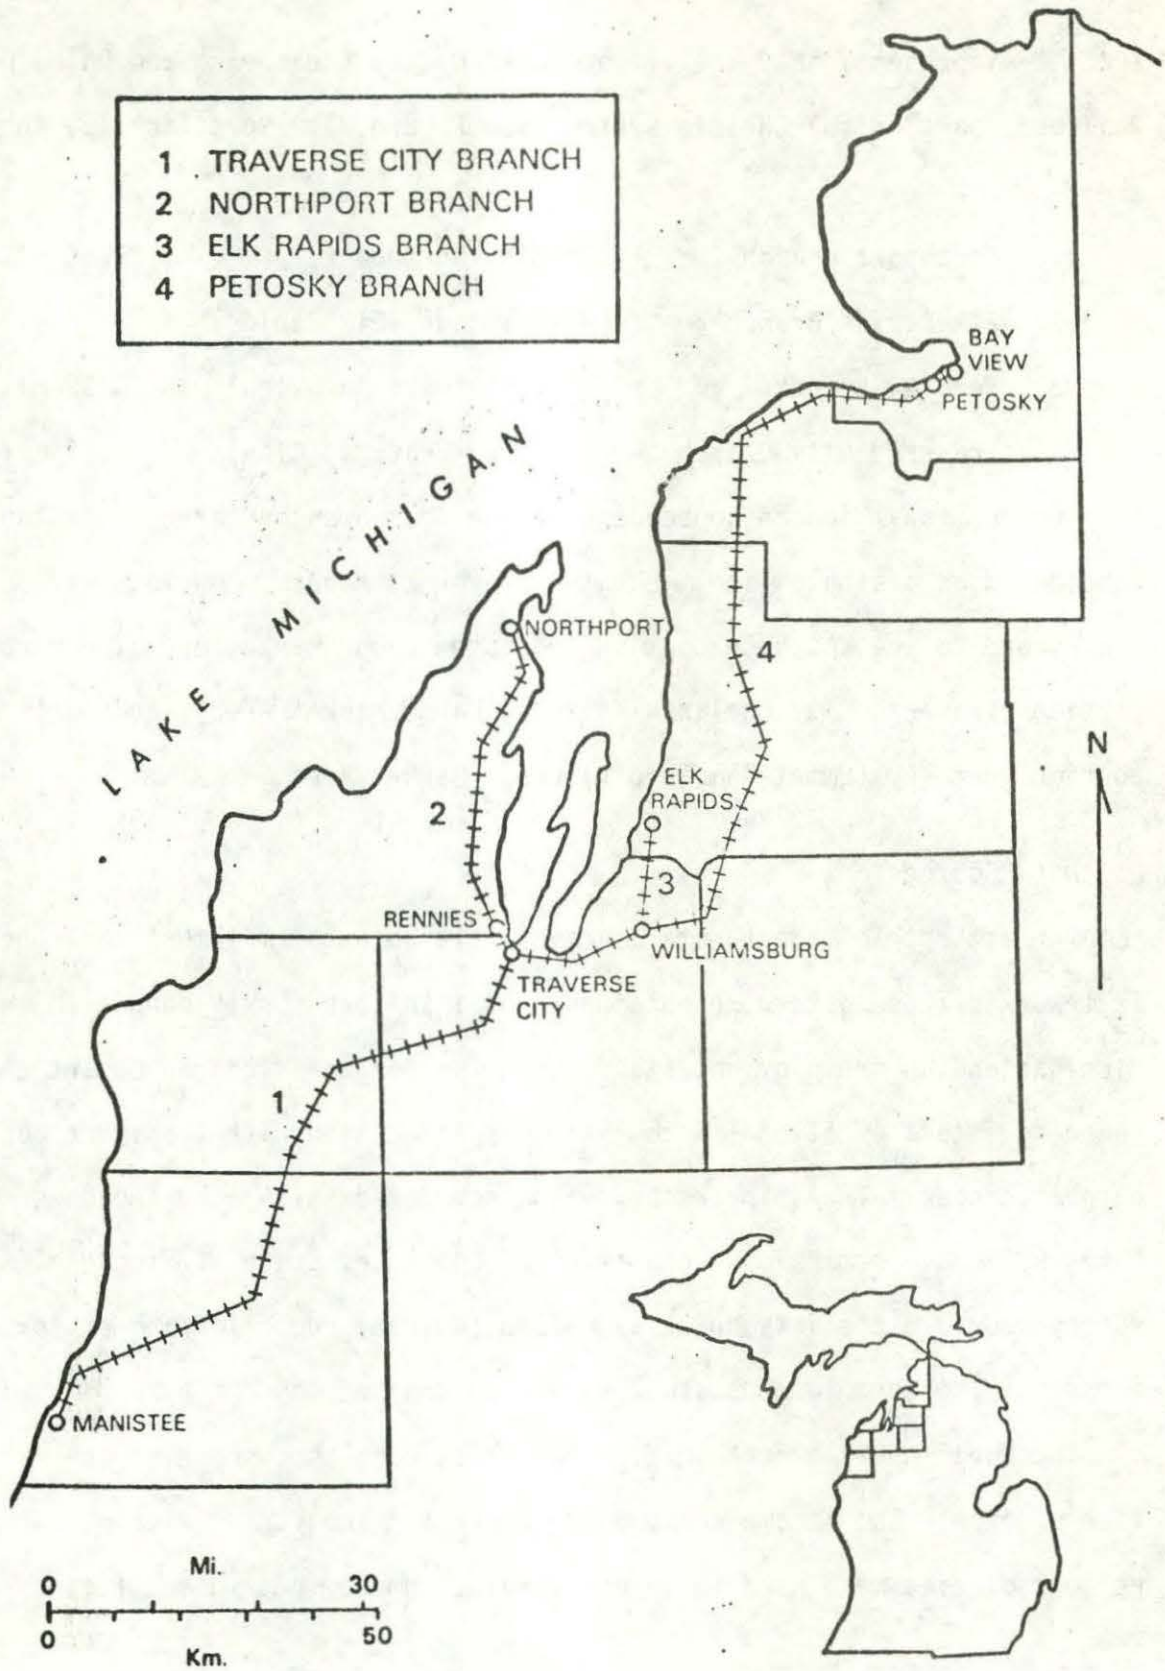 1 TRAVERSE CITY BRANCH
2 NORTHPORT BRANCH
3 ELK RAPIDS BRANCH
4 PETOSKY BRANCH
BAY
VIEW
PETOSKY
LAKE MICHIGAN
NORTHPORT
4
N
ELK
RAPIDS
2
3
RENNIES
WILLIAMSBURG
TRAVERSE
CITY
1
MANISTEE
Mi.
0 30
0 50
Km.